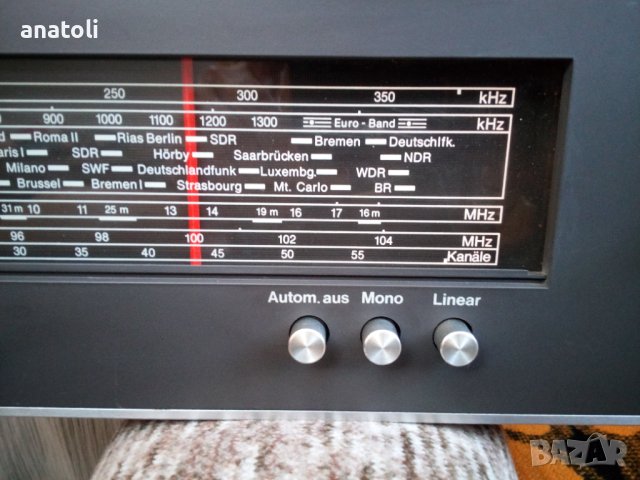 anatoli
250 300 350 kHz
900 1000 1100 1200 1300 Euro - Band kHz
Roma II Rias Berlin SDR Bremen Deutschlfk.
SDR Hörby Saarbrücken NDR
Milano SWF Deutschlandfunk Luxembg. WDR
Brussel Bremen I Strasbourg Mt. Carlo BR
31 m 10 11 25 m 13 14 19 m 16 17 16 m MHz
96 98 100 102 104 MHz
30 35 40 45 50 55 Kanäle
Autom. aus Mono Linear
BAZAR